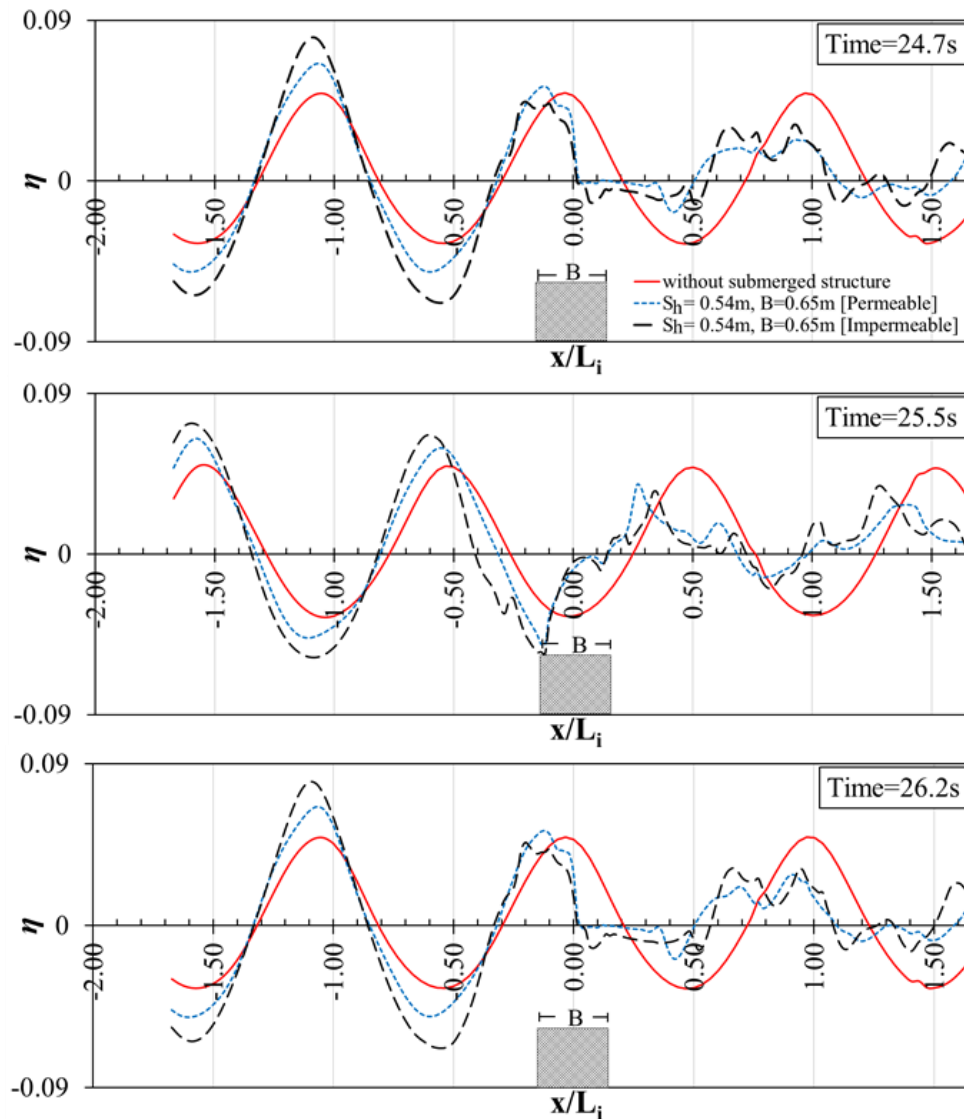 0.09
Time=24.7s
η
0
-2.00
-1.50
-1.00
-0.50
0.00
0.50
1.00
1.50
B
without submerged structure
Sh= 0.54m, B=0.65m [Permeable]
Sh= 0.54m, B=0.65m [Impermeable]
-0.09
x/Li
0.09
Time=25.5s
η
0
-2.00
-1.50
-1.00
-0.50
0.00
0.50
1.00
1.50
B
-0.09
x/Li
0.09
Time=26.2s
η
0
-2.00
-1.50
-1.00
-0.50
0.00
0.50
1.00
1.50
B
-0.09
x/Li